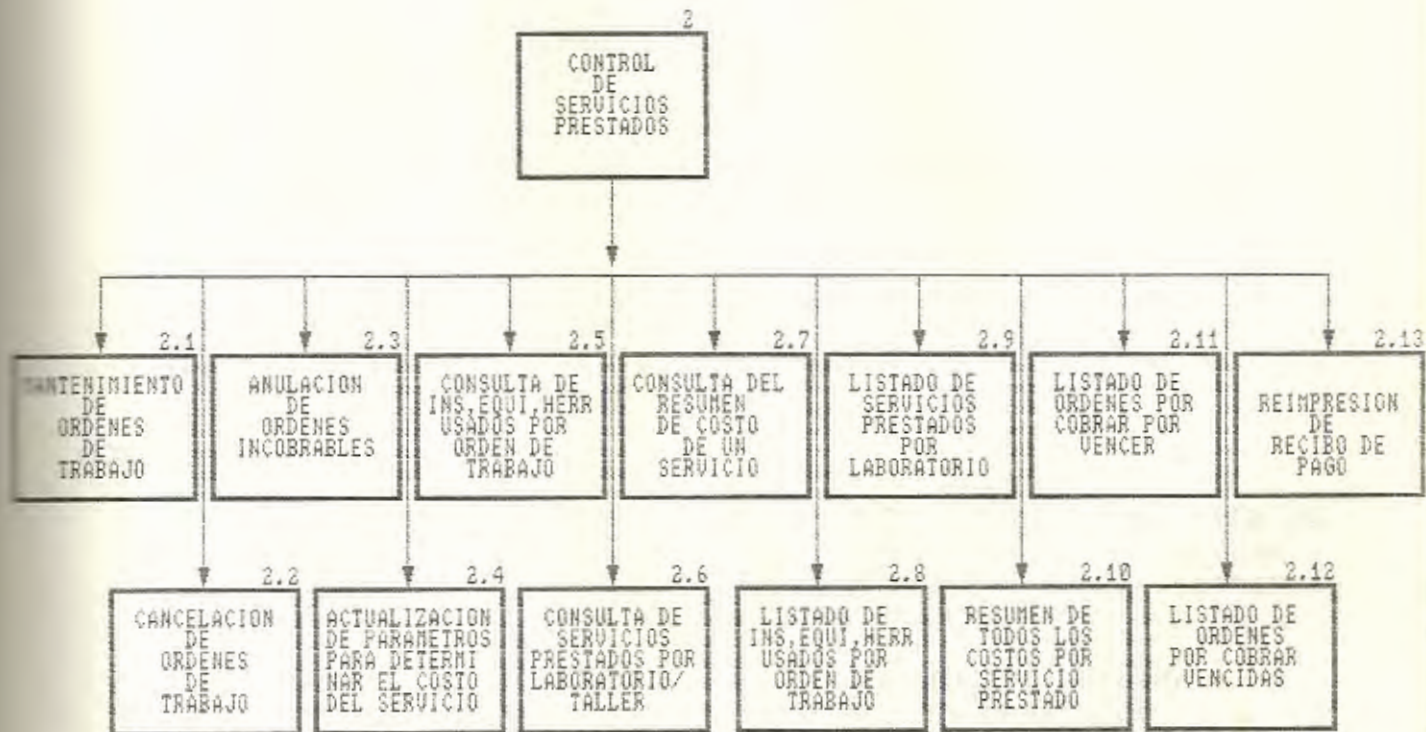 2
CONTROL
DE
SERVICIOS
PRESTADOS
2.1
MANTENIMIENTO
DE
ORDENES
DE
TRABAJO
2.3
ANULACION
DE
ORDENES
INCOBRABLES
2.5
CONSULTA DE
INS,EQUI,HERR
USADOS POR
ORDEN DE
TRABAJO
2.7
CONSULTA DEL
RESUMEN
DE COSTO
DE UN
SERVICIO
2.9
LISTADO DE
SERVICIOS
PRESTADOS
POR
LABORATORIO
2.11
LISTADO DE
ORDENES POR
COBRAR POR
VENCER
2.13
REIMPRESION
DE
RECIBO DE
PAGO
2.2
CANCELACION
DE
ORDENES
DE
TRABAJO
2.4
ACTUALIZACION
DE PARAMETROS
PARA DETERMI
NAR EL COSTO
DEL SERVICIO
2.6
CONSULTA DE
SERVICIOS
PRESTADOS POR
LABORATORIO/
TALLER
2.8
LISTADO DE
INS,EQUI,HERR
USADOS POR
ORDEN DE
TRABAJO
2.10
RESUMEN DE
TODOS LOS
COSTOS POR
SERVICIO
PRESTADO
2.12
LISTADO DE
ORDENES
POR COBRAR
VENCIDAS